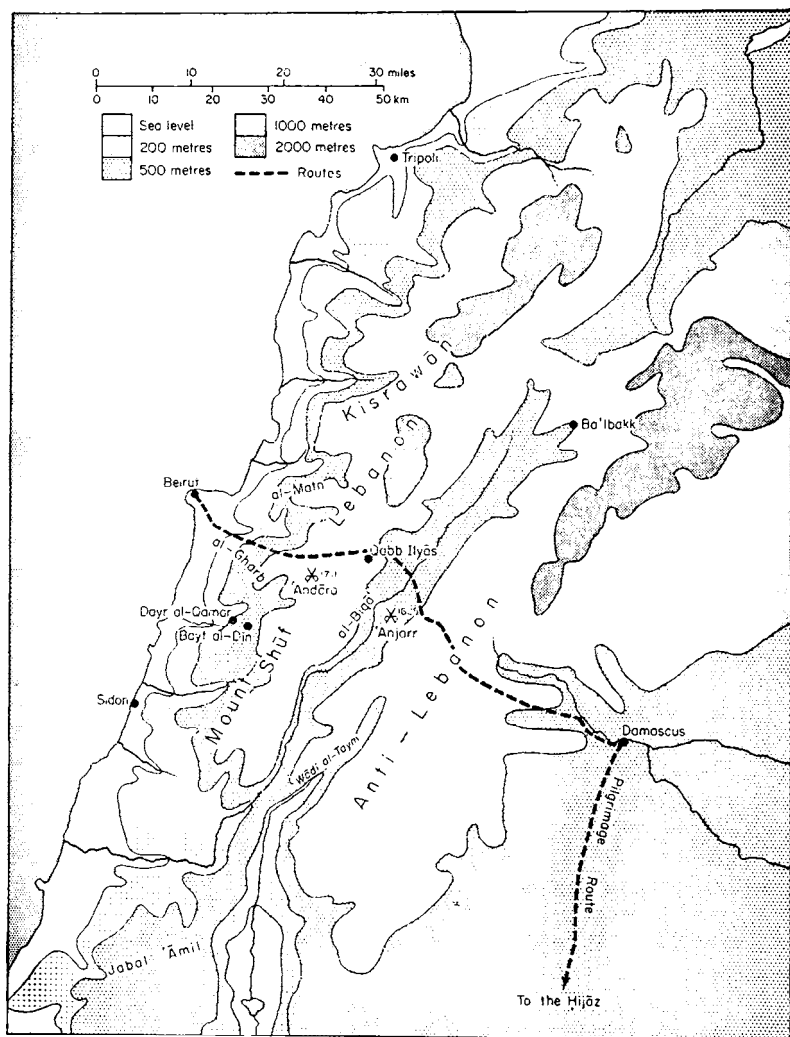 0 10 20 30 miles
0 10 20 30 40 50 km
Sea level
200 metres
500 metres
1000 metres
2000 metres
Routes
Tripoli
Kisrawān
Lebanon
Ba'lbakk
Beirut
al-Matn
al-Gharb
Qabb Ilyās
1711
'Andāra
al-Biqā'
'Anjarr
Dayr al-Qamar
Bayt al-Dīn
Mount Shūf
Sidon
Anti-Lebanon
Wādi al-Taym
Damascus
Pilgrimage
Route
Jabal 'Āmil
To the Ḥijāz